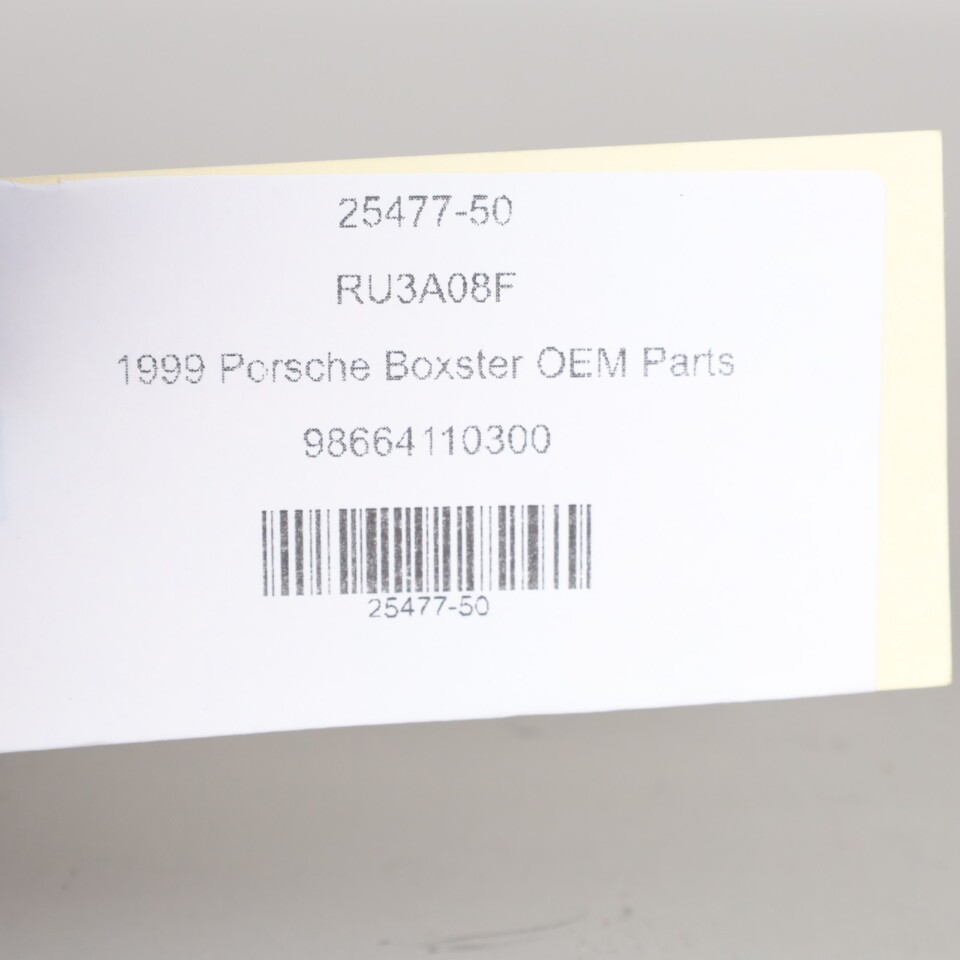 25477-50
RU3A08F
1999 Porsche Boxster OEM Parts
98664110300
25477-50